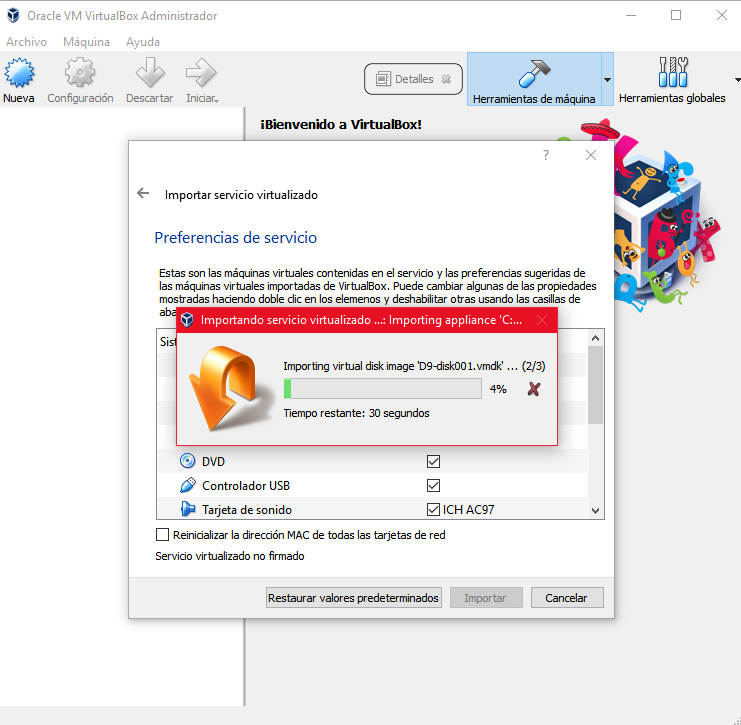 Oracle VM VirtualBox Administrador
Archivo Máquina Ayuda
Nueva Configuración Descartar Iniciar
Detalles
Herramientas de máquina
Herramientas globales
¡Bienvenido a VirtualBox!
?
Importar servicio virtualizado
Preferencias de servicio
Estas son las máquinas virtuales contenidas en el servicio y las preferencias sugeridas de
las máquinas virtuales importadas de VirtualBox. Puede cambiar algunas de las propiedades
mostradas haciendo doble clic en los elemenos y deshabilitar otras usando las casillas de
aba
Importando servicio virtualizado ...: Importing appliance 'C:...
Sist
Importing virtual disk image 'D9-disk001.vmdk' ... (2/3)
4%
Tiempo restante: 30 segundos
DVD
Controlador USB
Tarjeta de sonido ICH AC97
Reinicializar la dirección MAC de todas las tarjetas de red
Servicio virtualizado no firmado
Restaurar valores predeterminados Importar Cancelar